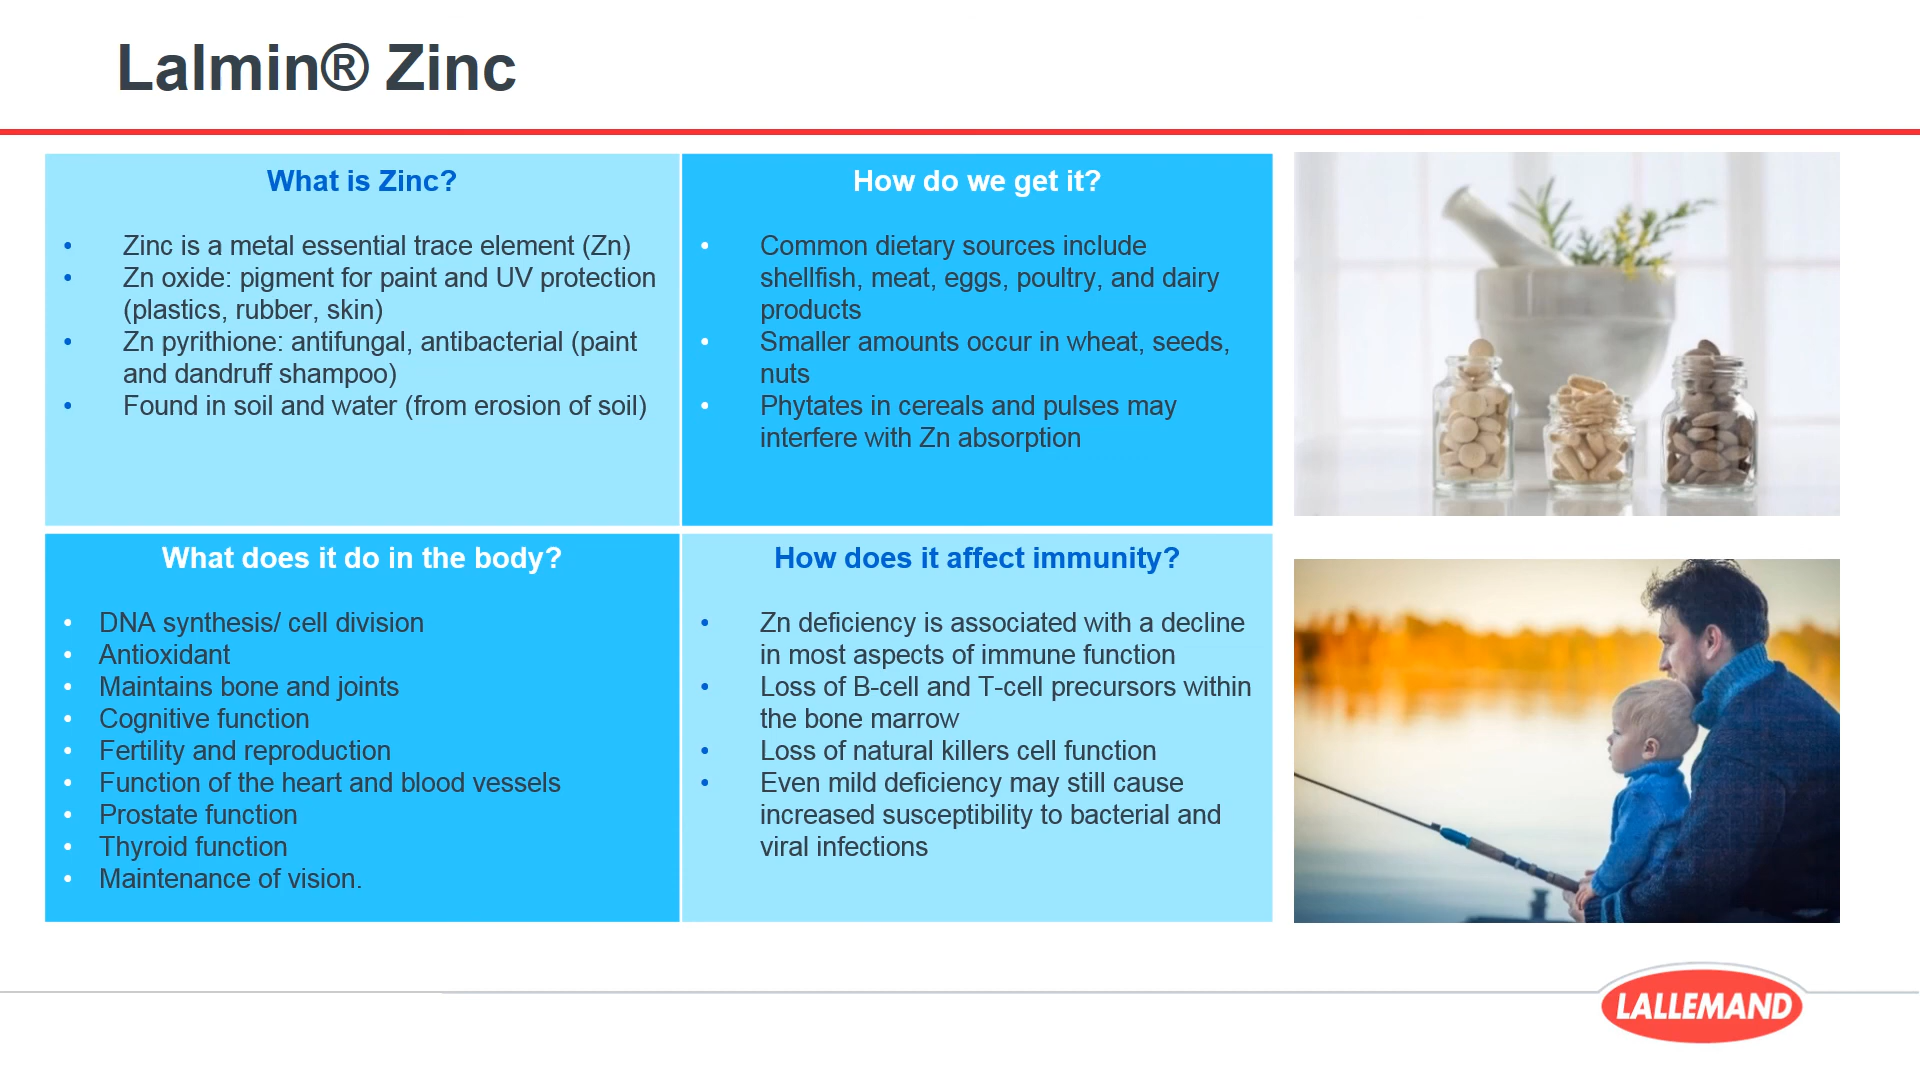 Lalmin® Zinc
What is Zinc?
• Zinc is a metal essential trace element (Zn)
• Zn oxide: pigment for paint and UV protection
(plastics, rubber, skin)
• Zn pyrithione: antifungal, antibacterial (paint
and dandruff shampoo)
• Found in soil and water (from erosion of soil)
How do we get it?
• Common dietary sources include
shellfish, meat, eggs, poultry, and dairy
products
• Smaller amounts occur in wheat, seeds,
nuts
• Phytates in cereals and pulses may
interfere with Zn absorption
What does it do in the body?
• DNA synthesis/ cell division
• Antioxidant
• Maintains bone and joints
• Cognitive function
• Fertility and reproduction
• Function of the heart and blood vessels
• Prostate function
• Thyroid function
• Maintenance of vision.
How does it affect immunity?
• Zn deficiency is associated with a decline
in most aspects of immune function
• Loss of B-cell and T-cell precursors within
the bone marrow
• Loss of natural killers cell function
• Even mild deficiency may still cause
increased susceptibility to bacterial and
viral infections
LALLEMAND